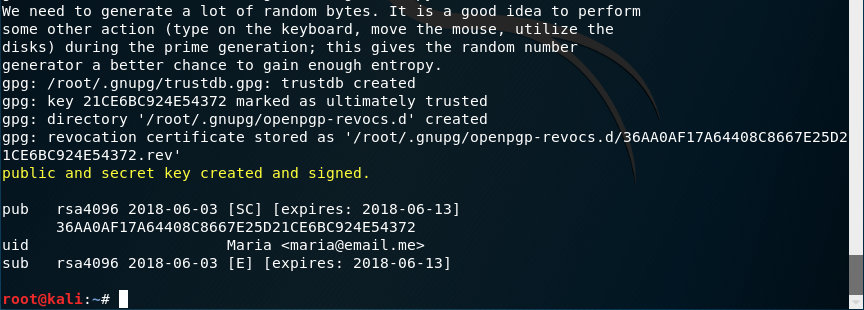 We need to generate a lot of random bytes. It is a good idea to perform
some other action (type on the keyboard, move the mouse, utilize the
disks) during the prime generation; this gives the random number
generator a better chance to gain enough entropy.
gpg: /root/.gnupg/trustdb.gpg: trustdb created
gpg: key 21CE6BC924E54372 marked as ultimately trusted
gpg: directory '/root/.gnupg/openpgp-revocs.d' created
gpg: revocation certificate stored as '/root/.gnupg/openpgp-revocs.d/36AA0AF17A64408C8667E25D2
1CE6BC924E54372.rev'
public and secret key created and signed.
pub   rsa4096 2018-06-03 [SC] [expires: 2018-06-13]
      36AA0AF17A64408C8667E25D21CE6BC924E54372
uid                      Maria <maria@email.me>
sub   rsa4096 2018-06-03 [E] [expires: 2018-06-13]
root@kali:~#